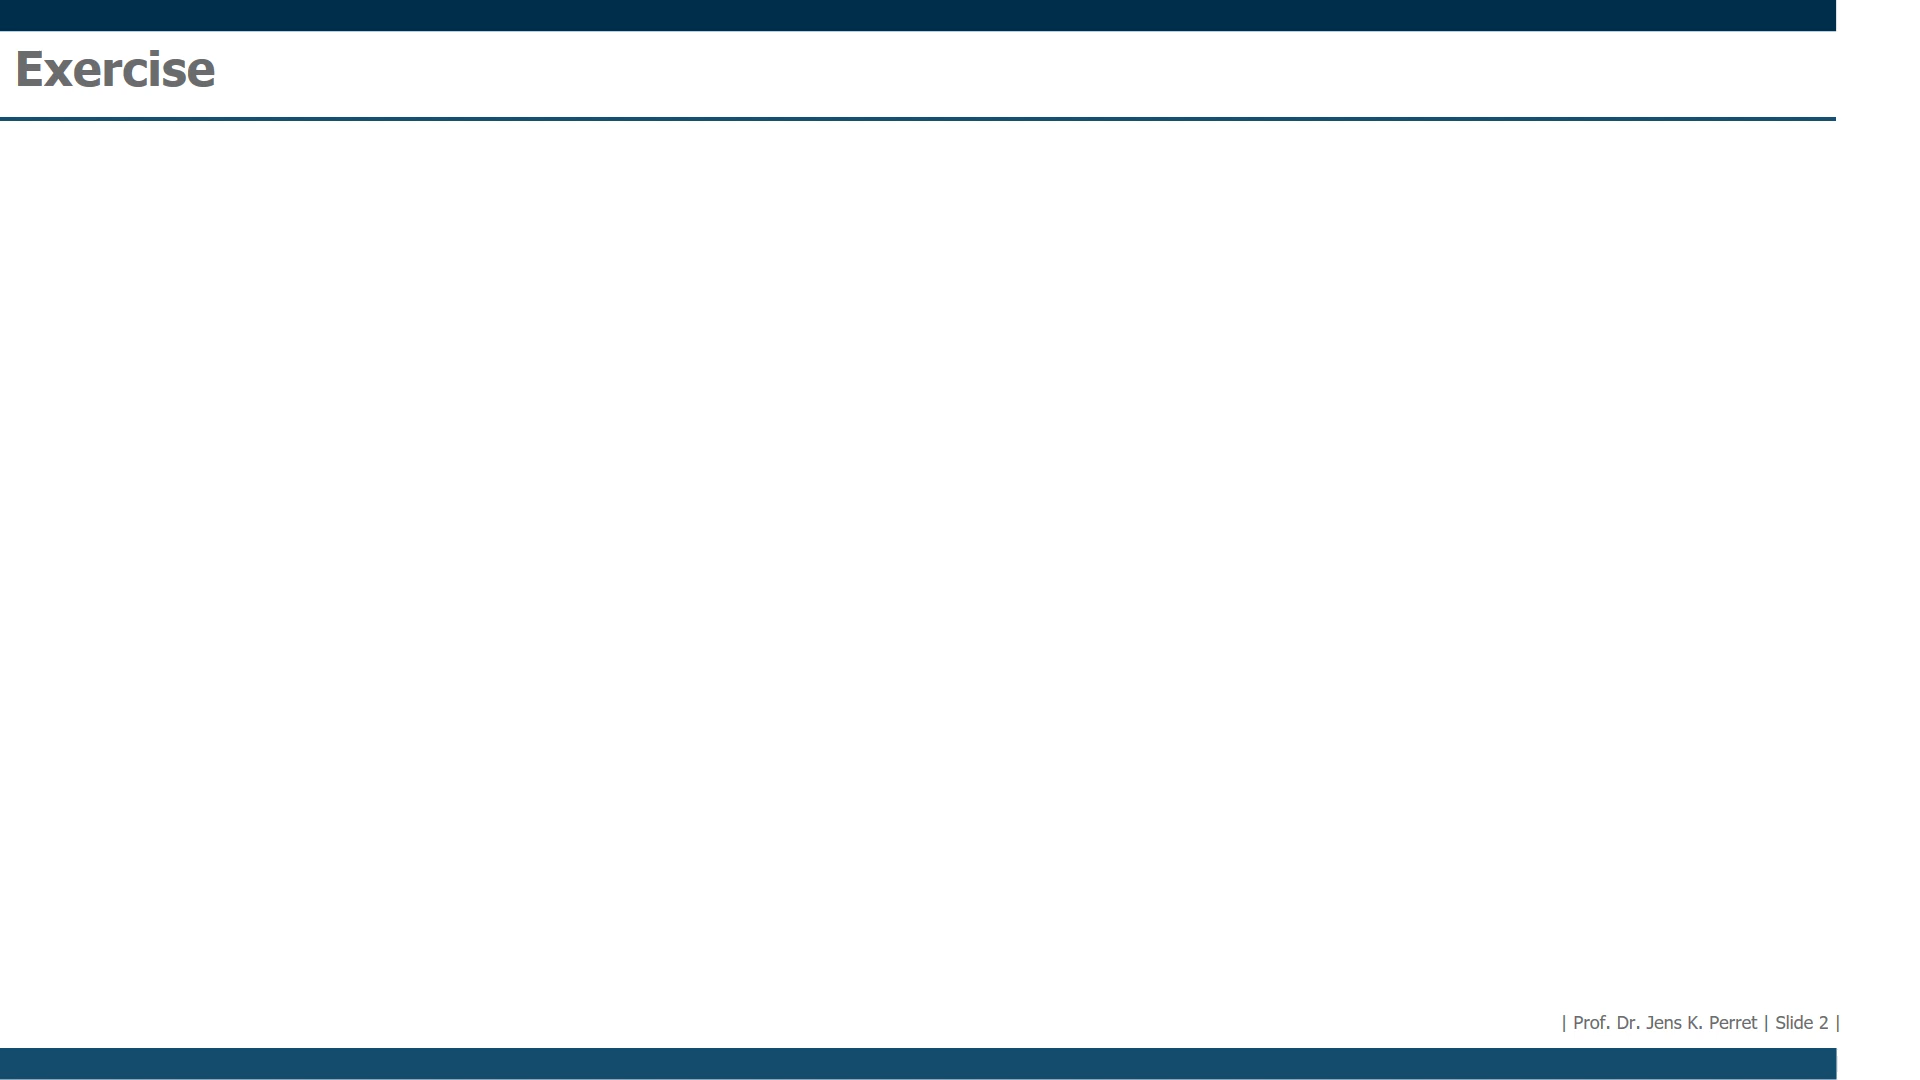 Exercise
| Prof. Dr. Jens K. Perret | Slide 2 |